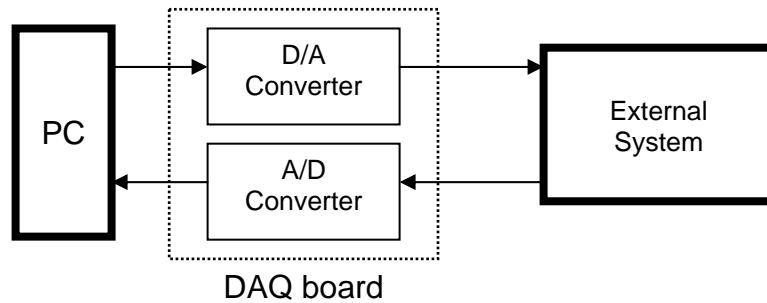 PC
D/A
Converter
A/D
Converter
External
System
DAQ board